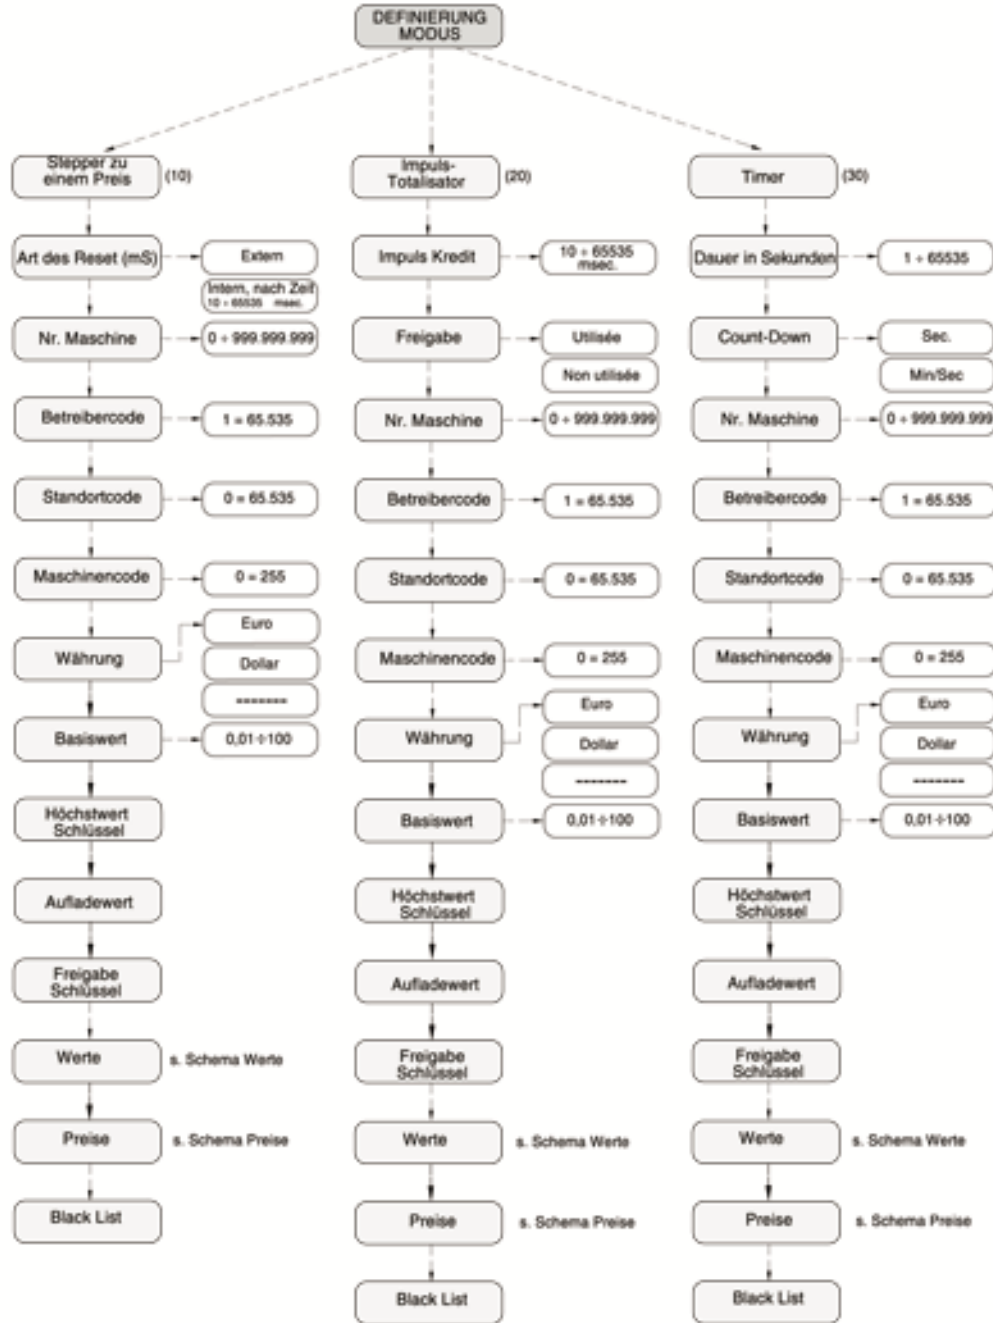 DEFINIERUNG
MODUS
Stepper zu
einem Preis
(10)
Art des Reset (mS)
Extern
Intern, nach Zeit
10 ÷ 65535 msec.
Nr. Maschine
0 ÷ 999.999.999
Betreibercode
1 = 65.535
Standortcode
0 = 65.535
Maschinencode
0 = 255
Währung
Euro
Dollar
-------
Basiswert
0,01÷100
Höchstwert
Schlüssel
Aufladewert
Freigabe
Schlüssel
Werte
s. Schema Werte
Preise
s. Schema Preise
Black List
Impuls-
Totalisator
(20)
Impuls Kredit
10 ÷ 65535
msec.
Freigabe
Utilisée
Non utilisée
Nr. Maschine
0 ÷ 999.999.999
Betreibercode
1 = 65.535
Standortcode
0 = 65.535
Maschinencode
0 = 255
Währung
Euro
Dollar
-------
Basiswert
0,01÷100
Höchstwert
Schlüssel
Aufladewert
Freigabe
Schlüssel
Werte
s. Schema Werte
Preise
s. Schema Preise
Black List
Timer
(30)
Dauer in Sekunden
1 ÷ 65535
Count-Down
Sec.
Min/Sec
Nr. Maschine
0 ÷ 999.999.999
Betreibercode
1 = 65.535
Standortcode
0 = 65.535
Maschinencode
0 = 255
Währung
Euro
Dollar
-------
Basiswert
0,01÷100
Höchstwert
Schlüssel
Aufladewert
Freigabe
Schlüssel
Werte
s. Schema Werte
Preise
s. Schema Preise
Black List